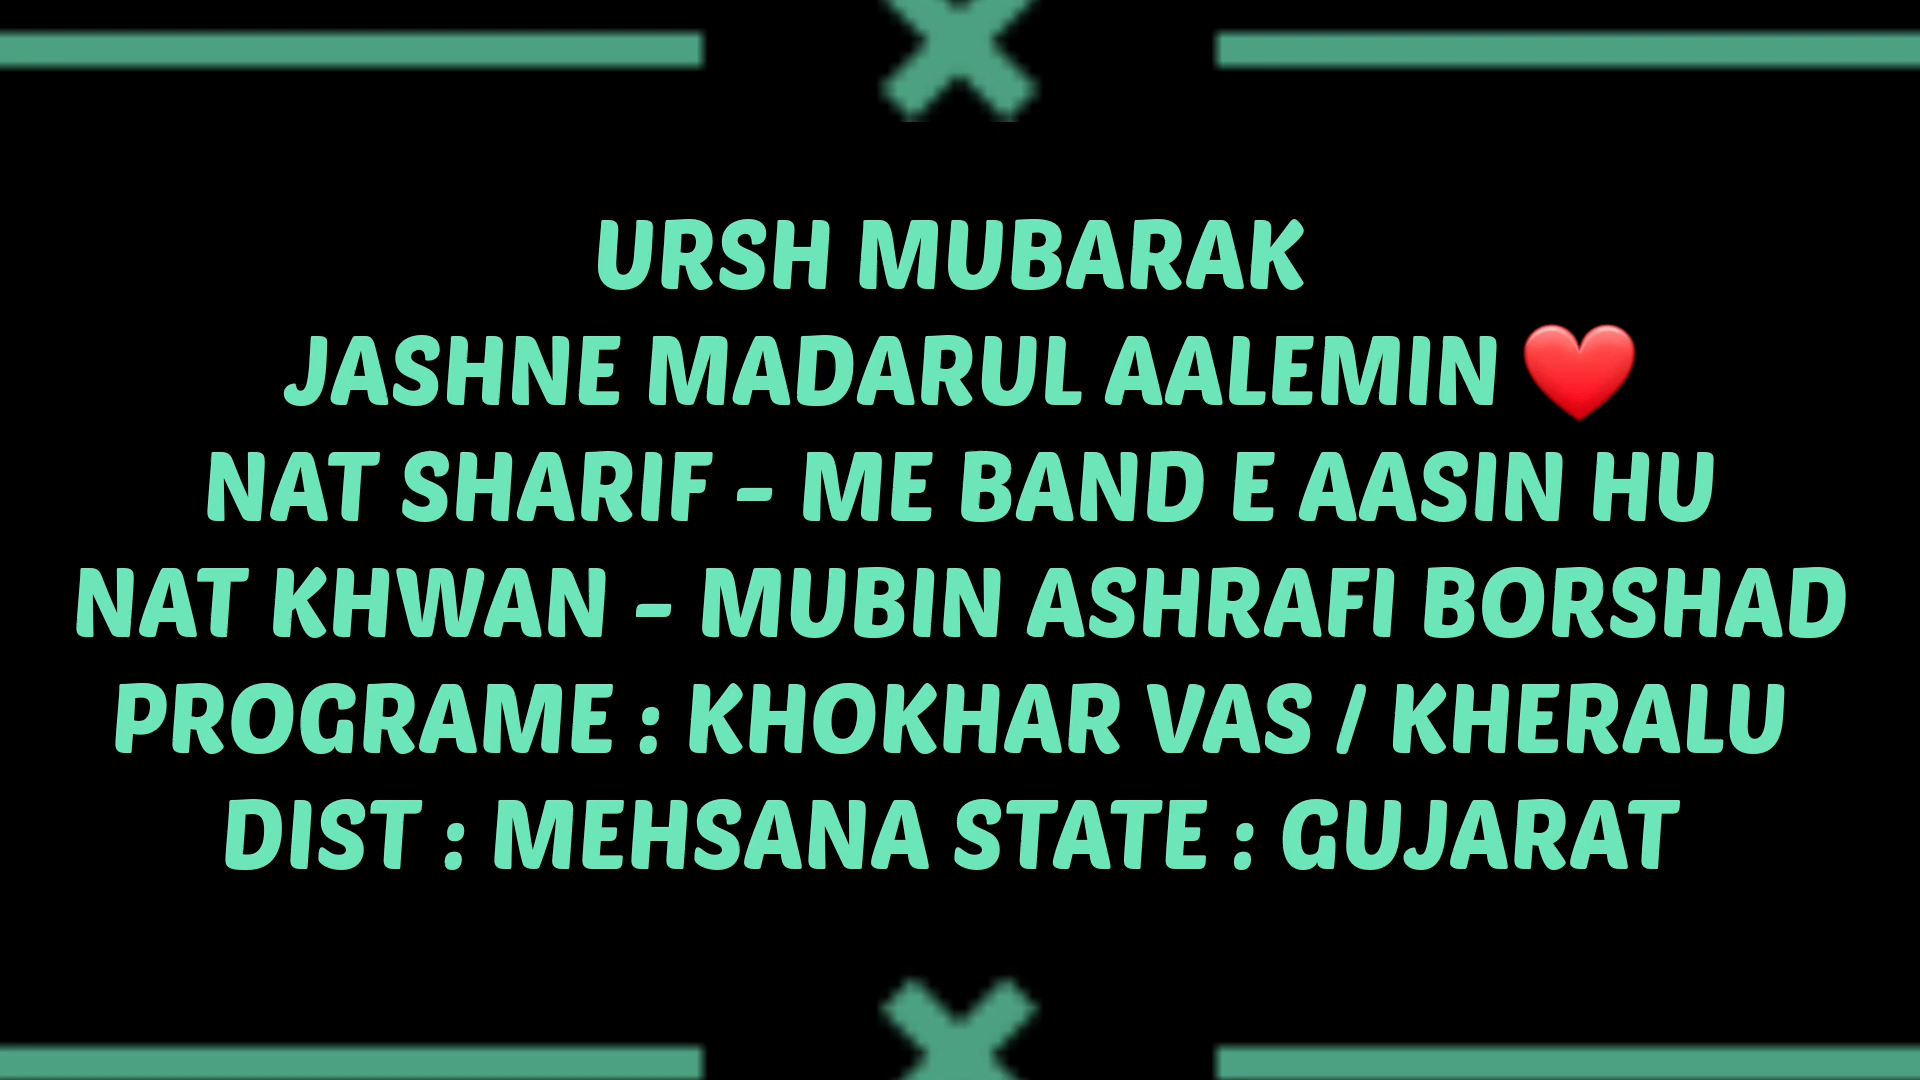 URSH MUBARAK
JASHNE MADARUL AALEMIN ❤️
NAT SHARIF - ME BAND E AASIN HU
NAT KHWAN - MUBIN ASHRAFI BORSHAD
PROGRAME : KHOKHAR VAS / KHERALU
DIST : MEHSANA STATE : GUJARAT